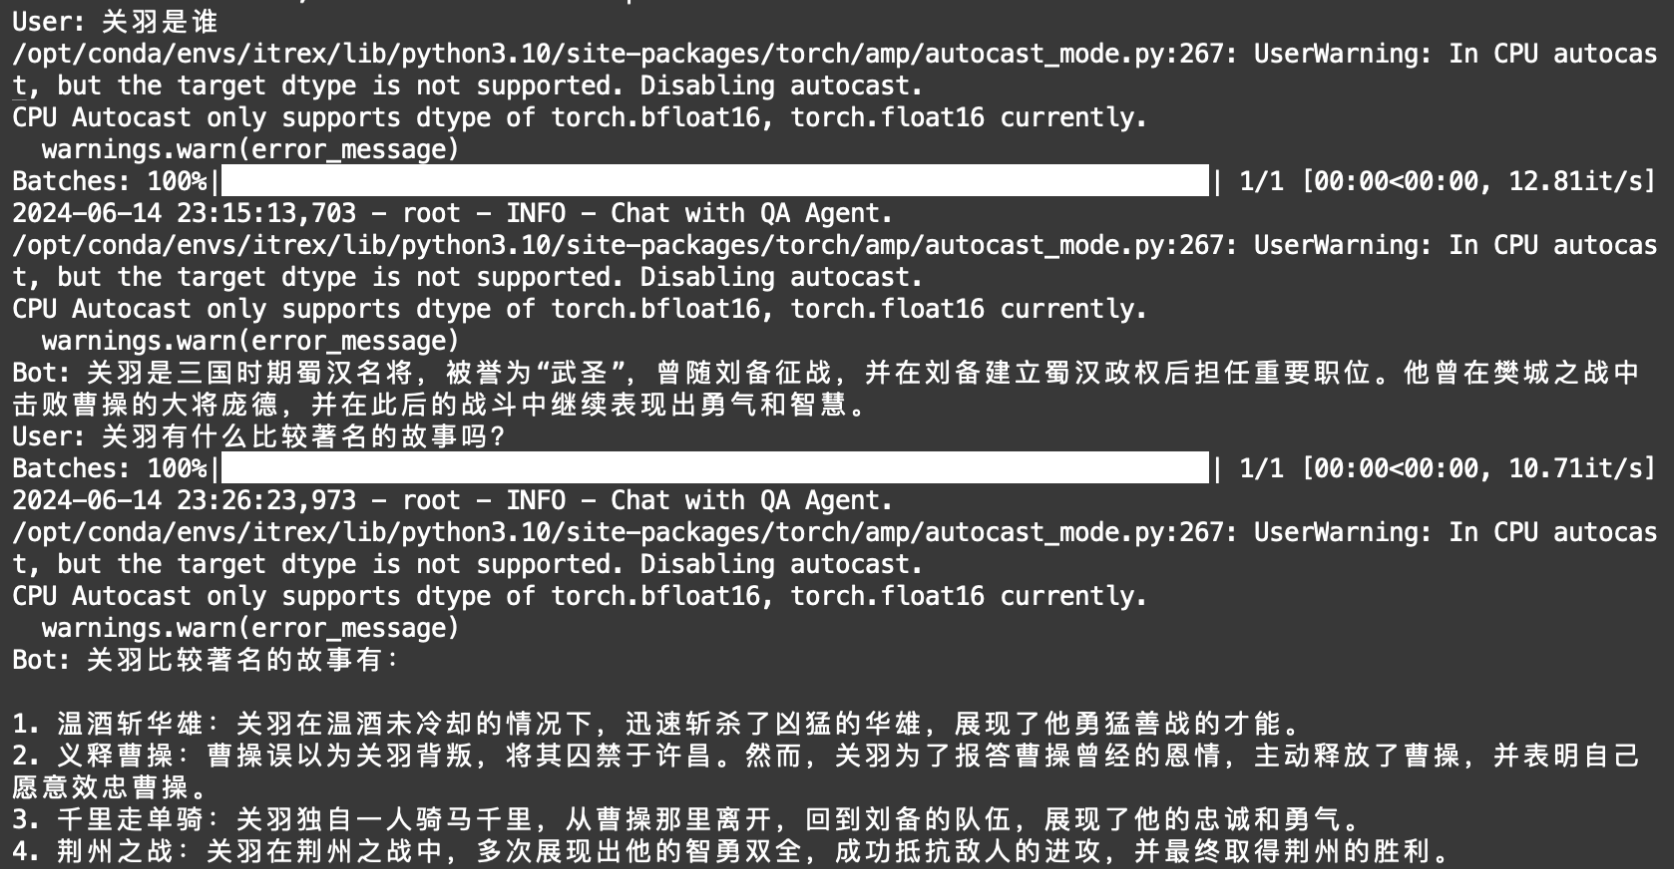 User: 关羽是谁
/opt/conda/envs/itrex/lib/python3.10/site-packages/torch/amp/autocast_mode.py:267: UserWarning: In CPU autocas
t, but the target dtype is not supported. Disabling autocast.
CPU Autocast only supports dtype of torch.bfloat16, torch.float16 currently.
  warnings.warn(error_message)
Batches: 100%|██████████| 1/1 [00:00<00:00, 12.81it/s]
2024-06-14 23:15:13,703 - root - INFO - Chat with QA Agent.
/opt/conda/envs/itrex/lib/python3.10/site-packages/torch/amp/autocast_mode.py:267: UserWarning: In CPU autocas
t, but the target dtype is not supported. Disabling autocast.
CPU Autocast only supports dtype of torch.bfloat16, torch.float16 currently.
  warnings.warn(error_message)
Bot: 关羽是三国时期蜀汉名将，被誉为“武圣”，曾随刘备征战，并在刘备建立蜀汉政权后担任重要职位。他曾在樊城之战中
击败曹操的大将庞德，并在此后的战斗中继续表现出勇气和智慧。
User: 关羽有什么比较著名的故事吗？
Batches: 100%|██████████| 1/1 [00:00<00:00, 10.71it/s]
2024-06-14 23:26:23,973 - root - INFO - Chat with QA Agent.
/opt/conda/envs/itrex/lib/python3.10/site-packages/torch/amp/autocast_mode.py:267: UserWarning: In CPU autocas
t, but the target dtype is not supported. Disabling autocast.
CPU Autocast only supports dtype of torch.bfloat16, torch.float16 currently.
  warnings.warn(error_message)
Bot: 关羽比较著名的故事有：
1. 温酒斩华雄：关羽在温酒未冷却的情况下，迅速斩杀了凶猛的华雄，展现了他勇猛善战的才能。
2. 义释曹操：曹操误以为关羽背叛，将其囚禁于许昌。然而，关羽为了报答曹操曾经的恩情，主动释放了曹操，并表明自己
愿意效忠曹操。
3. 千里走单骑：关羽独自一人骑马千里，从曹操那里离开，回到刘备的队伍，展现了他的忠诚和勇气。
4. 荆州之战：关羽在荆州之战中，多次展现出他的智勇双全，成功抵抗敌人的进攻，并最终取得荆州的胜利。